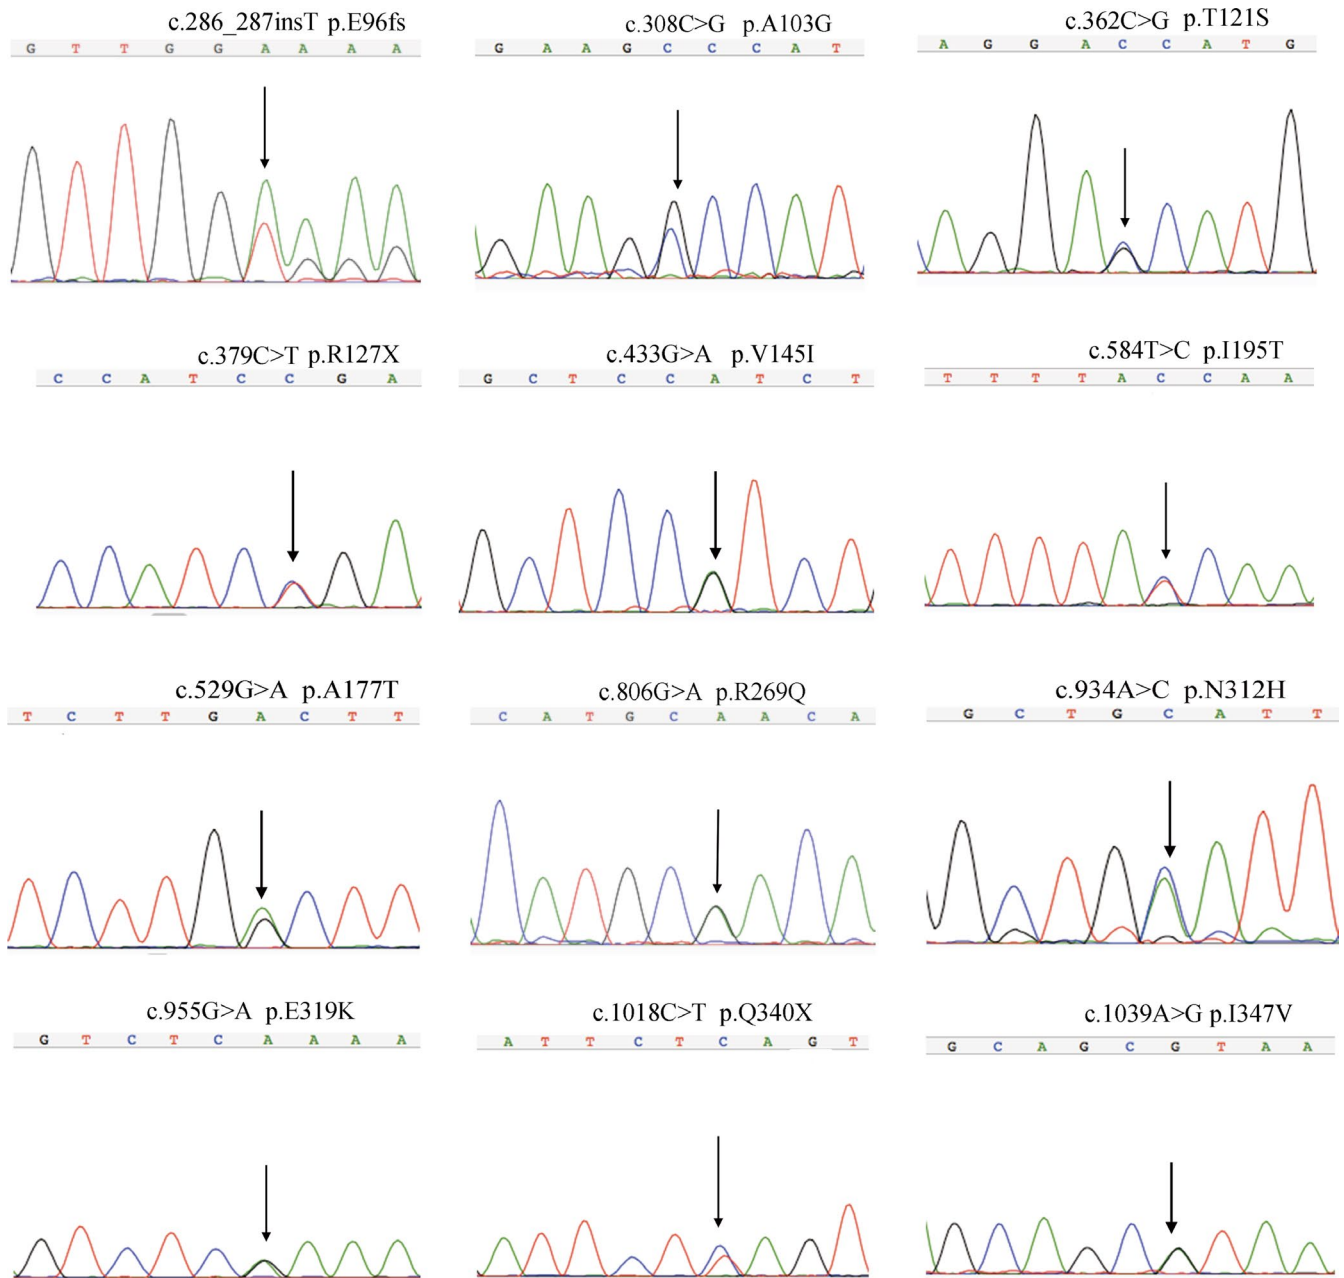 c.286_287insT p.E96fs
G T T G G A A A A
c.308C>G p.A103G
G A A G C C C A T
c.362C>G p.T121S
A G G A C C A T G
c.379C>T p.R127X
C C A T C C G A
c.433G>A p.V145I
G C T C C A T C T
c.584T>C p.I195T
T T T T A C C A A
c.529G>A p.A177T
T C T T G A C T T
c.806G>A p.R269Q
C A T G C A A C A
c.934A>C p.N312H
G C T G C A T T
c.955G>A p.E319K
G T C T C A A A A
c.1018C>T p.Q340X
A T T C T C A G T
c.1039A>G p.I347V
G C A G C G T A A